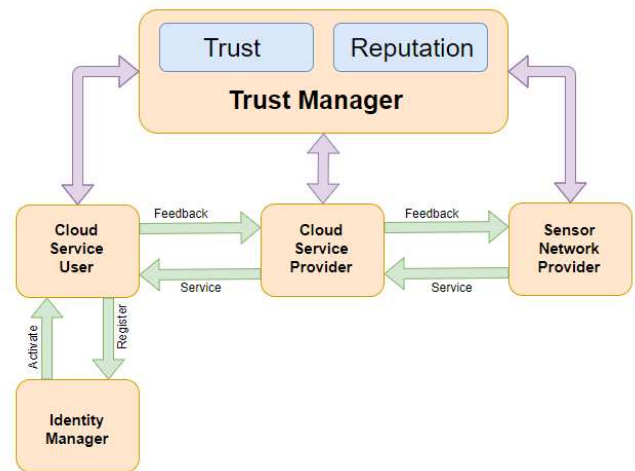 Trust
Reputation
Trust Manager
Cloud
Service
User
Feedback
Service
Cloud
Service
Provider
Feedback
Service
Sensor
Network
Provider
Activate
Register
Identity
Manager